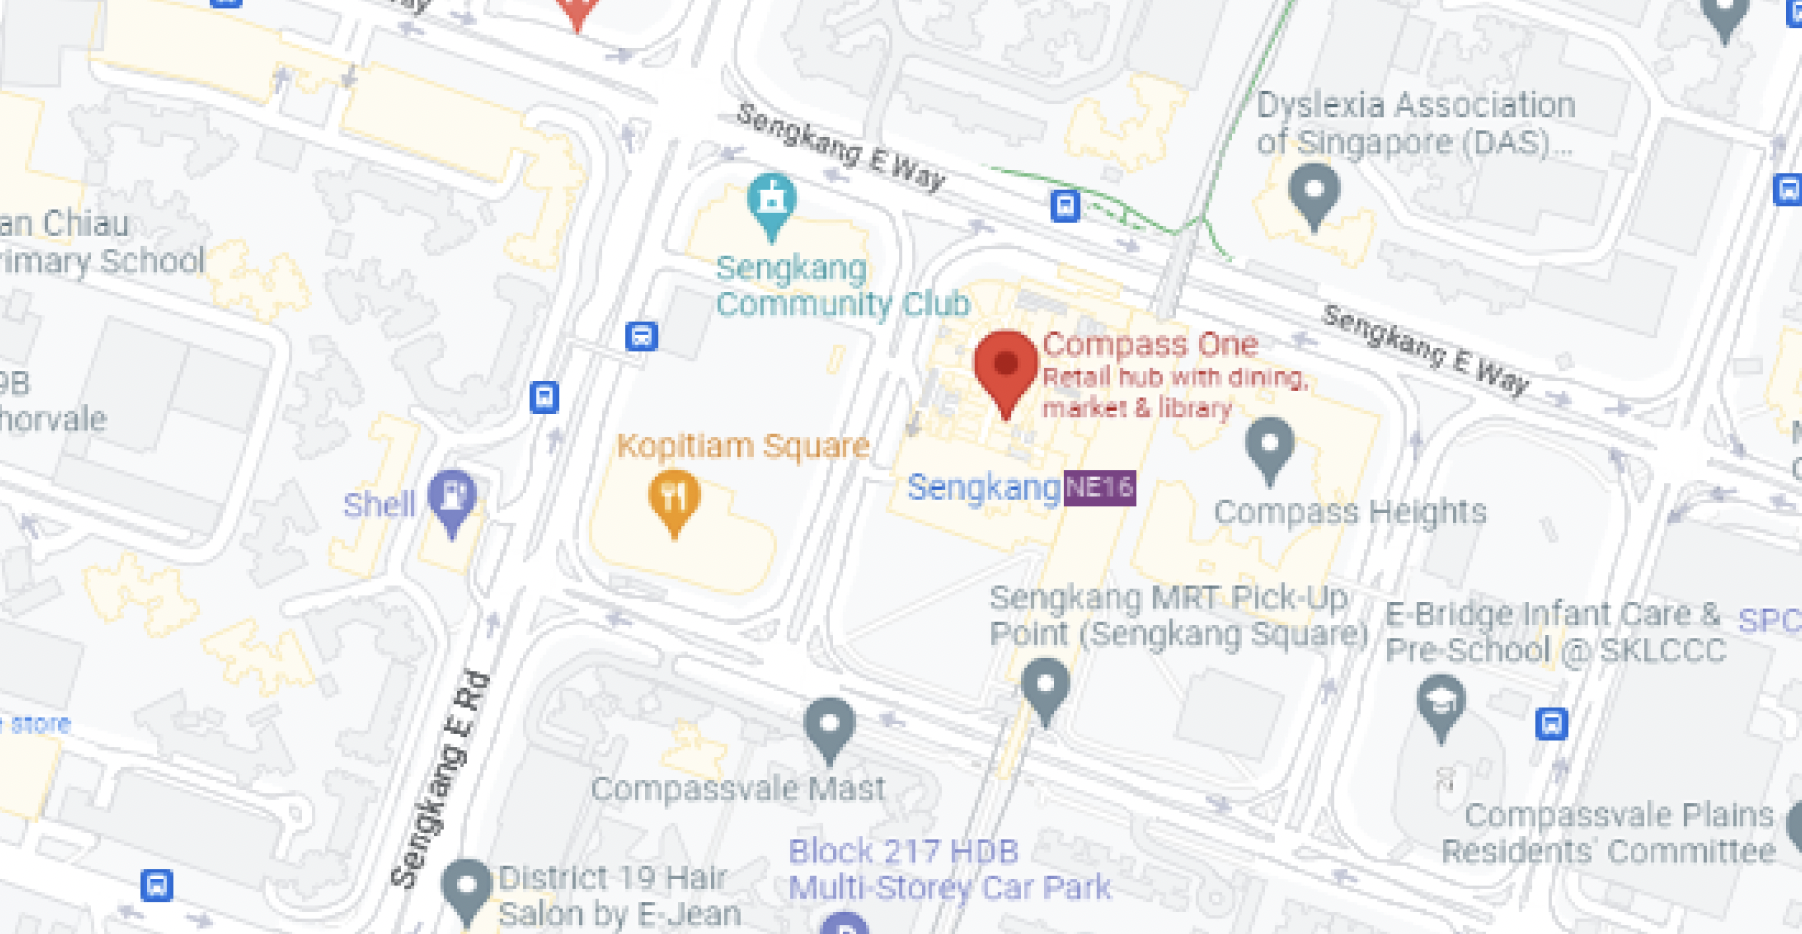 Sengkang E Way
Dyslexia Association
of Singapore (DAS)...
an Chiau
rimary School
Sengkang
Community Club
Sengkang E Way
Compass One
Retail hub with dining,
market & library
9B
horvale
Kopitiam Square
Shell
Sengkang NE16
Compass Heights
Sengkang MRT Pick-Up
Point (Sengkang Square)
E-Bridge Infant Care &
Pre-School @ SKLCCC
SPC
Sengkang E Rd
store
Compassvale Mast
Compassvale Plains
Residents' Committee
Block 217 HDB
Multi-Storey Car Park
District 19 Hair
Salon by E-Jean